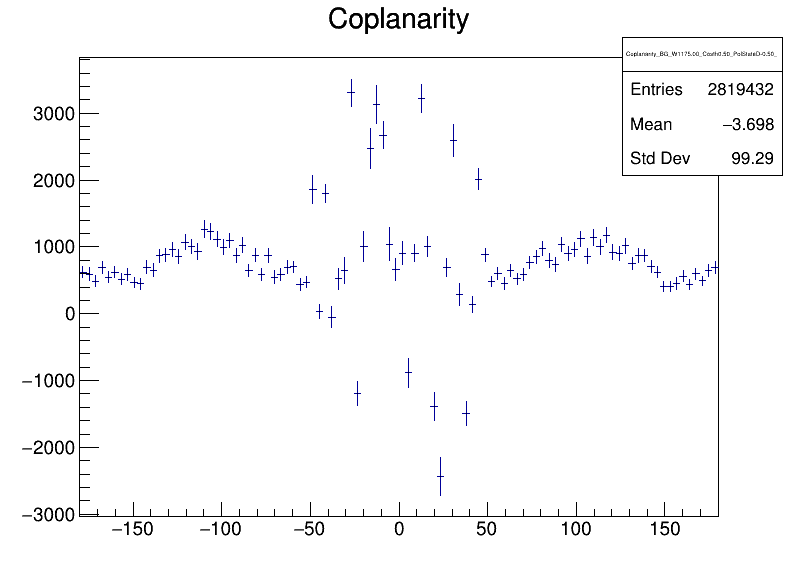 Coplanarity
Coplanarity_BG_W1175.00_Costh0.50_PolStateD-0.50_
Entries 2819432
Mean −3.698
Std Dev 99.29
3000
2000
1000
0
−1000
−2000
−3000
−150 −100 −50 0 50 100 150